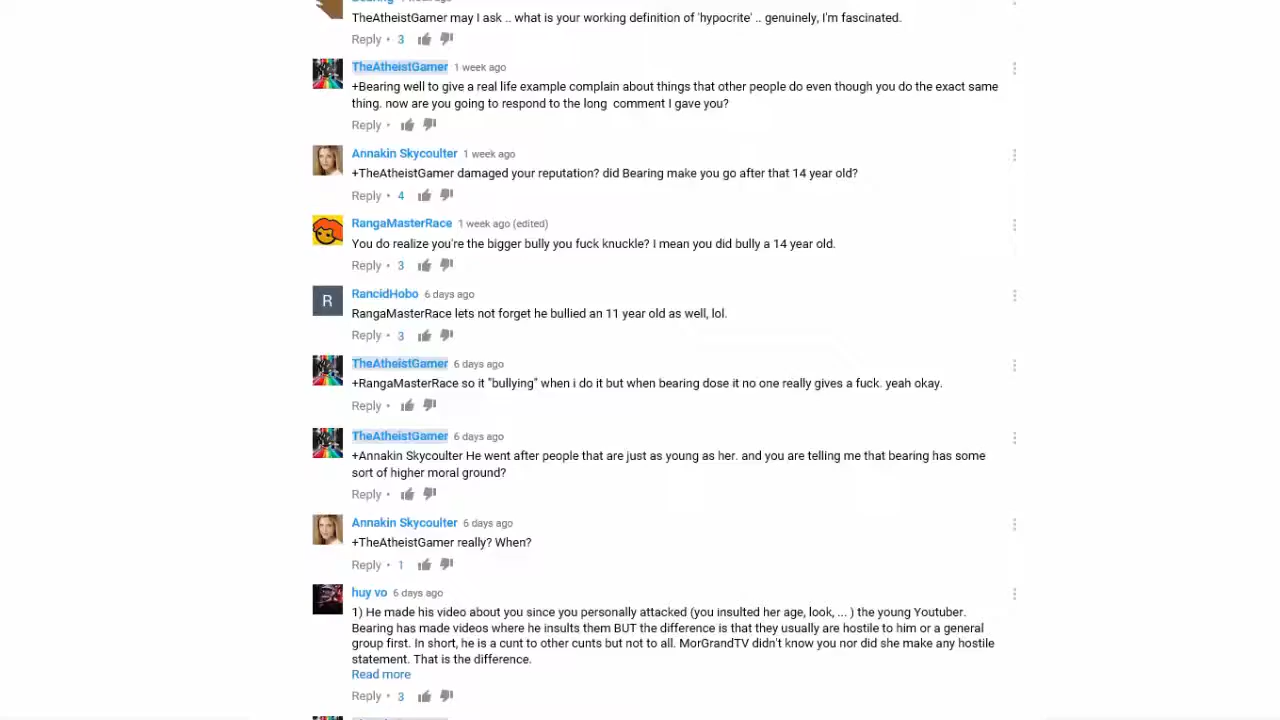 TheAtheistGamer may I ask .. what is your working definition of 'hypocrite' .. genuinely, I'm fascinated.
Reply • 3
TheAtheistGamer 1 week ago
+Bearing well to give a real life example complain about things that other people do even though you do the exact same
thing. now are you going to respond to the long comment I gave you?
Reply •
Annakin Skycoulter 1 week ago
+TheAtheistGamer damaged your reputation? did Bearing make you go after that 14 year old?
Reply • 4
RangaMasterRace 1 week ago (edited)
You do realize you're the bigger bully you fuck knuckle? I mean you did bully a 14 year old.
Reply • 3
R
RancidHobo 6 days ago
RangaMasterRace lets not forget he bullied an 11 year old as well, lol.
Reply • 3
TheAtheistGamer 6 days ago
+RangaMasterRace so it "bullying" when i do it but when bearing dose it no one really gives a fuck. yeah okay.
Reply •
TheAtheistGamer 6 days ago
+Annakin Skycoulter He went after people that are just as young as her. and you are telling me that bearing has some
sort of higher moral ground?
Reply •
Annakin Skycoulter 6 days ago
+TheAtheistGamer really? When?
Reply • 1
huy vo 6 days ago
1) He made his video about you since you personally attacked (you insulted her age, look, ... ) the young Youtuber.
Bearing has made videos where he insults them BUT the difference is that they usually are hostile to him or a general
group first. In short, he is a cunt to other cunts but not to all. MorGrandTV didn't know you nor did she make any hostile
statement. That is the difference.
Read more
Reply • 3